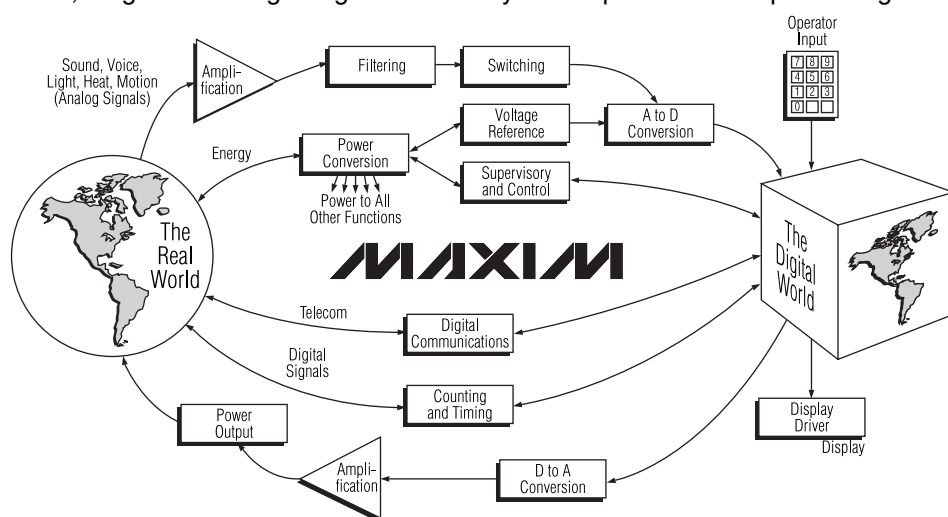 Operator
Input
7 8 9
4 5 6
1 2 3
0
Sound, Voice,
Light, Heat, Motion
(Analog Signals)
Ampli-
fication
Filtering
Switching
Voltage
Reference
A to D
Conversion
Energy
Power
Conversion
Supervisory
and Control
Power to All
Other Functions
The
Real
World
MAXIM
The
Digital
World
Telecom
Digital
Communications
Digital
Signals
Counting
and Timing
Power
Output
Display
Driver
Display
Ampli-
fication
D to A
Conversion